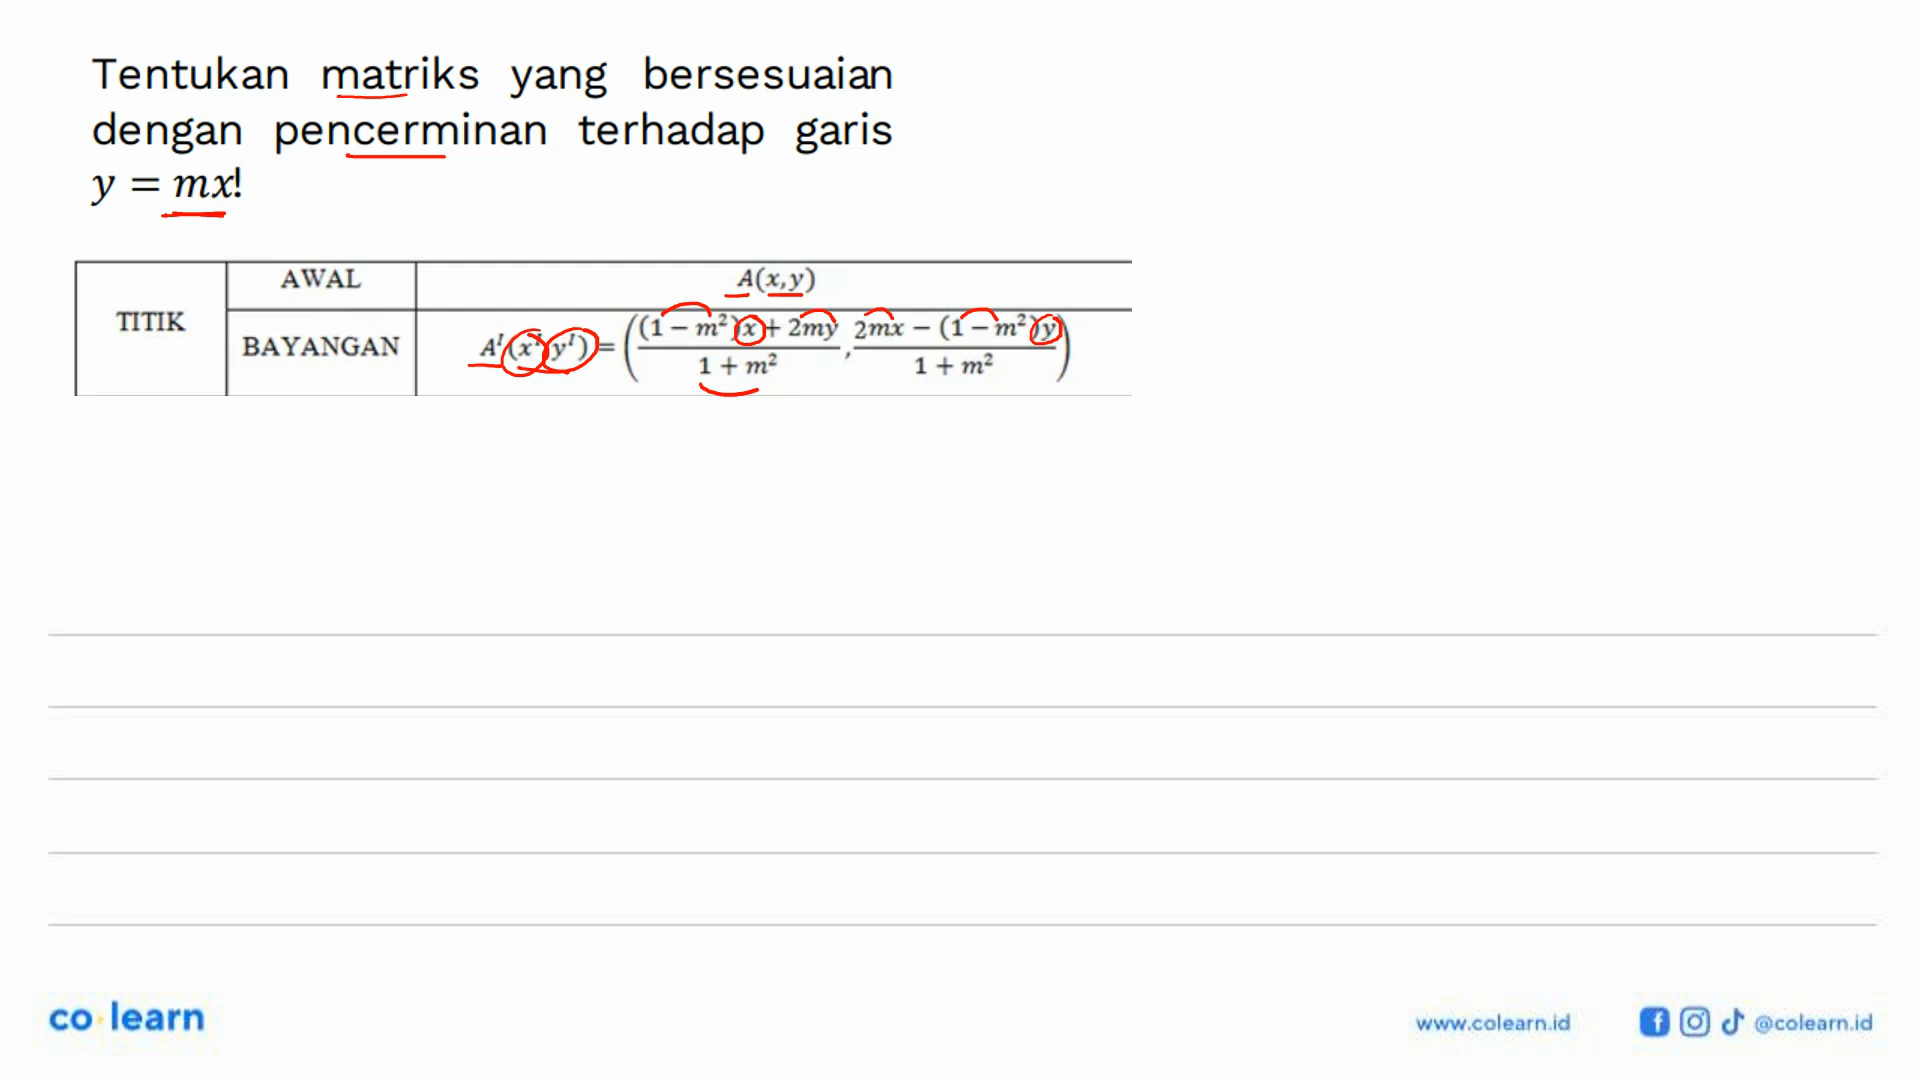 Tentukan matriks yang bersesuaian
dengan pencerminan terhadap garis
y = mx!
TITIK
AWAL
A(x,y)
BAYANGAN
A^I(x^I, y^I) = (((1 − m²)x + 2my)/(1 + m²), (2mx − (1 − m²)y)/(1 + m²))
co learn
www.colearn.id
@colearn.id